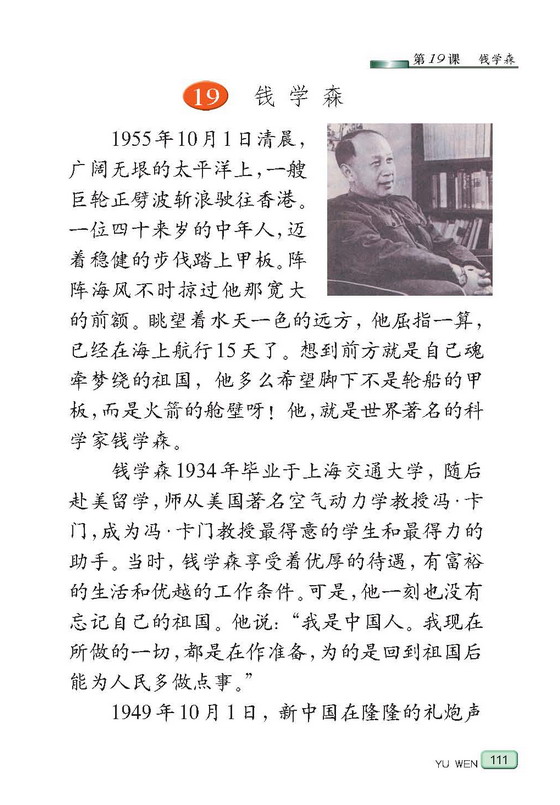 第19课 钱学森
19 钱学森
1955年10月1日清晨，
广阔无垠的太平洋上，一艘
巨轮正劈波斩浪驶往香港。
一位四十来岁的中年人，迈
着稳健的步伐踏上甲板。阵
阵海风不时掠过他那宽大
的前额。眺望着水天一色的远方，他屈指一算，
已经在海上航行15天了。想到前方就是自己魂
牵梦绕的祖国，他多么希望脚下不是轮船的甲
板，而是火箭的舱壁呀！他，就是世界著名的科
学家钱学森。
钱学森1934年毕业于上海交通大学，随后
赴美留学，师从美国著名空气动力学教授冯·卡
门，成为冯·卡门教授最得意的学生和最得力的
助手。当时，钱学森享受着优厚的待遇，有富裕
的生活和优越的工作条件。可是，他一刻也没有
忘记自己的祖国。他说：“我是中国人。我现在
所做的一切，都是在作准备，为的是回到祖国后
能为人民多做点事。”
1949年10月1日，新中国在隆隆的礼炮声
YU WEN 111